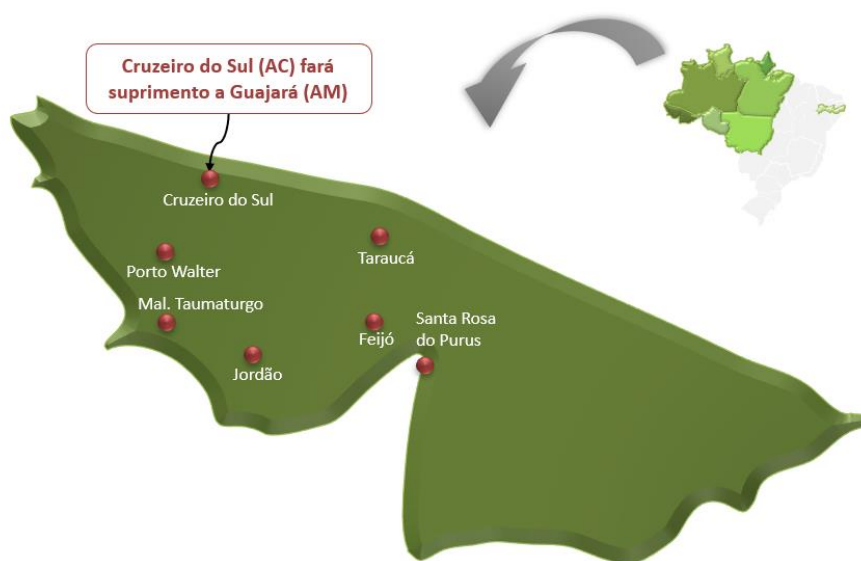 Cruzeiro do Sul (AC) fará
suprimento a Guajará (AM)
Cruzeiro do Sul
Tarauacá
Porto Walter
Mal. Taumaturgo
Santa Rosa
do Purus
Feijó
Jordão